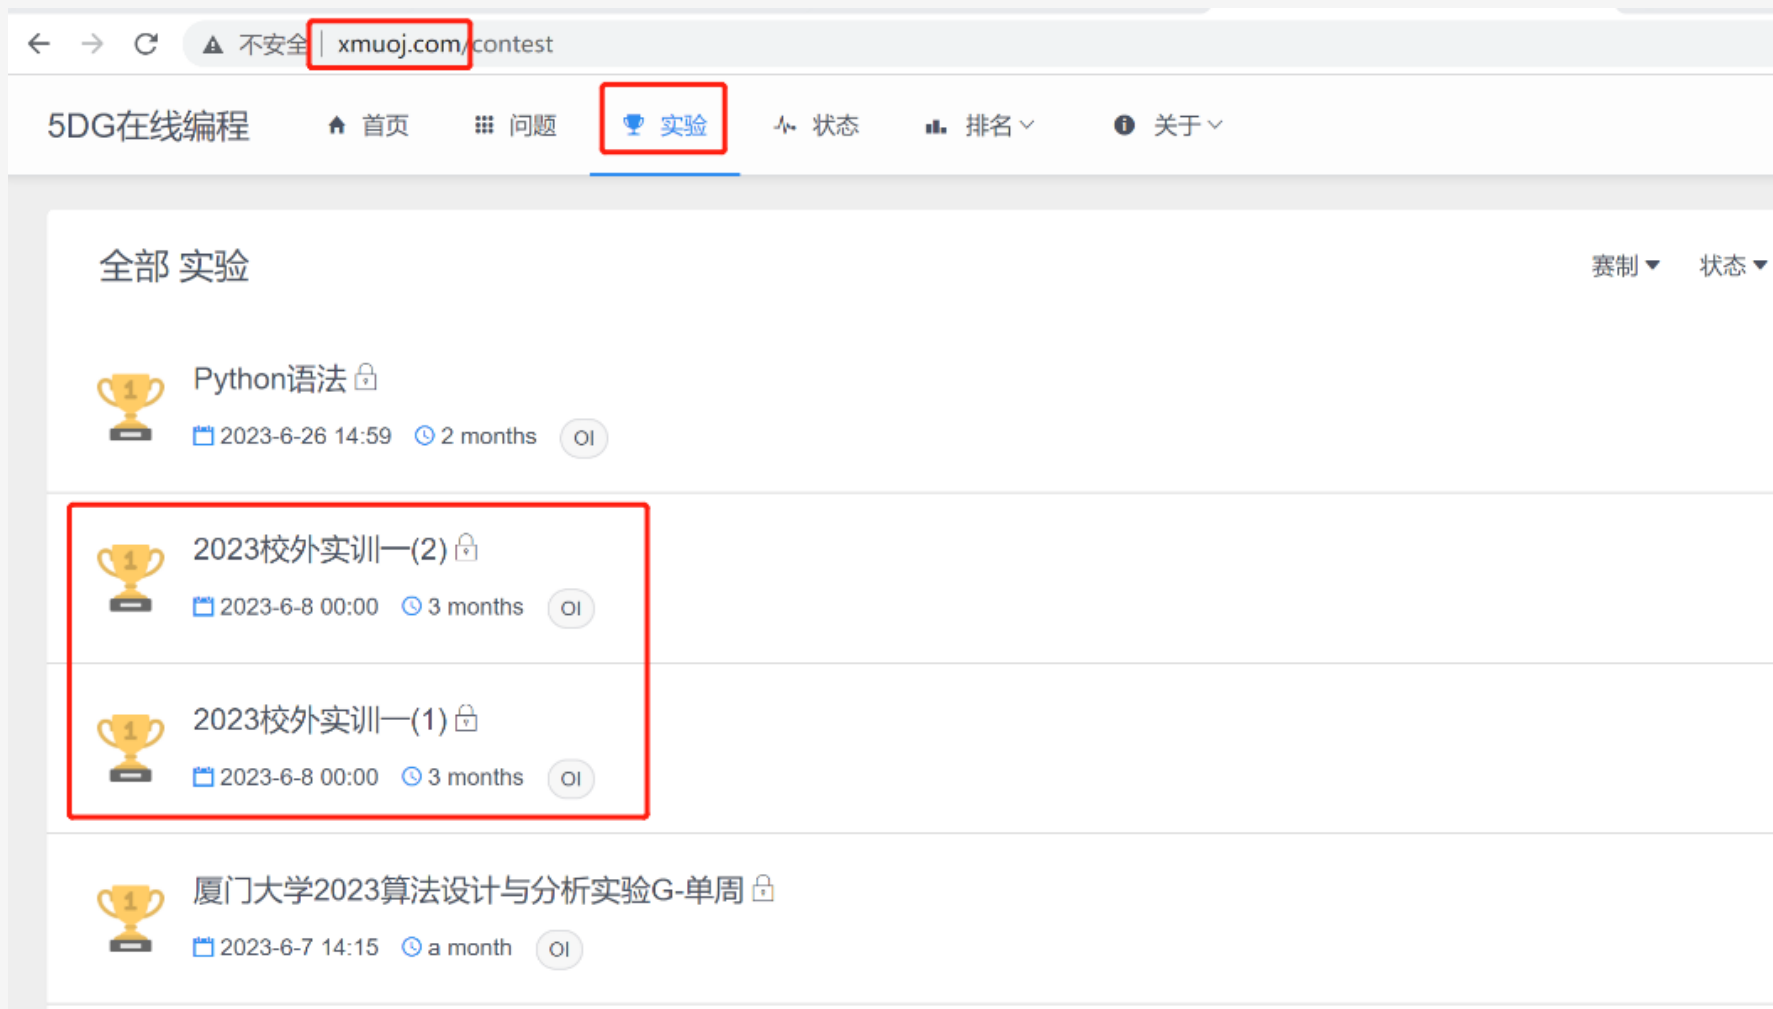 不安全 xmuoj.com/contest
5DG在线编程 首页 问题 实验 状态 排名 关于
全部 实验 赛制 状态
Python语法
2023-6-26 14:59 2 months OI
2023校外实训一(2)
2023-6-8 00:00 3 months OI
2023校外实训一(1)
2023-6-8 00:00 3 months OI
厦门大学2023算法设计与分析实验G-单周
2023-6-7 14:15 a month OI